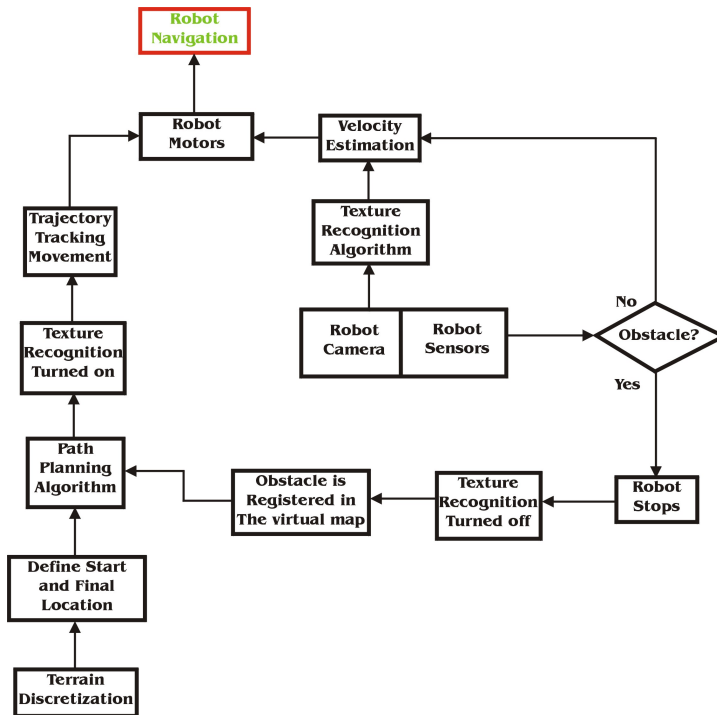 Robot
Navigation
Robot
Motors
Velocity
Estimation
Trajectory
Tracking
Movement
Texture
Recognition
Algorithm
No
Robot
Camera
Robot
Sensors
Obstacle?
Texture
Recognition
Turned on
Yes
Path
Planning
Algorithm
Obstacle is
Registered in
The virtual map
Texture
Recognition
Turned off
Robot
Stops
Define Start
and Final
Location
Terrain
Discretization